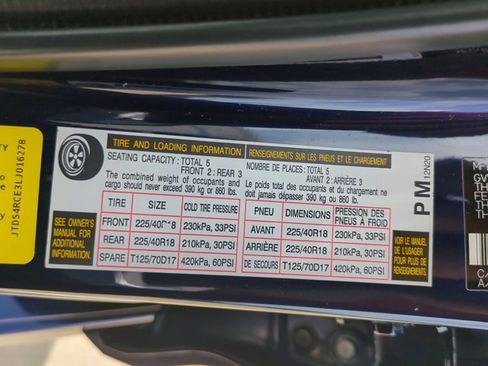 JTDS4RCE3LJ016278
TIRE AND LOADING INFORMATION
SEATING CAPACITY: TOTAL 5
FRONT 2: REAR 3
The combined weight of occupants and
cargo should never exceed 390 kg or 860 lbs.
RENSEIGNEMENTS SUR LES PNEUS ET LE CHARGEMENT
NOMBRE DE PLACES: TOTAL 5
AVANT 2: ARRIÈRE 3
Le poids total des occupants et du chargement
ne doit jamais dépasser 390 kg ou 860 lb.
SEE OWNER'S
MANUAL FOR
ADDITIONAL
INFORMATION.
TIRE SIZE COLD TIRE PRESSURE
FRONT 225/40R18 230kPa, 33PSI
REAR 225/40R18 210kPa, 30PSI
SPARE T125/70D17 420kPa, 60PSI
PNEU DIMENSIONS PRESSION DES
PNEUS À FROID
AVANT 225/40R18 230kPa, 33PSI
ARRIÈRE 225/40R18 210kPa, 30PSI
DE SECOURS T125/70D17 420kPa, 60PSI
VOIR LE MANUEL
DE L'USAGER
POUR PLUS DE
RENSEIGNEMENTS.
PM 12N20